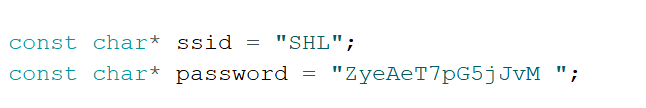 const char* ssid = "SHL";
const char* password = "ZyeAeT7pG5jJvM ";